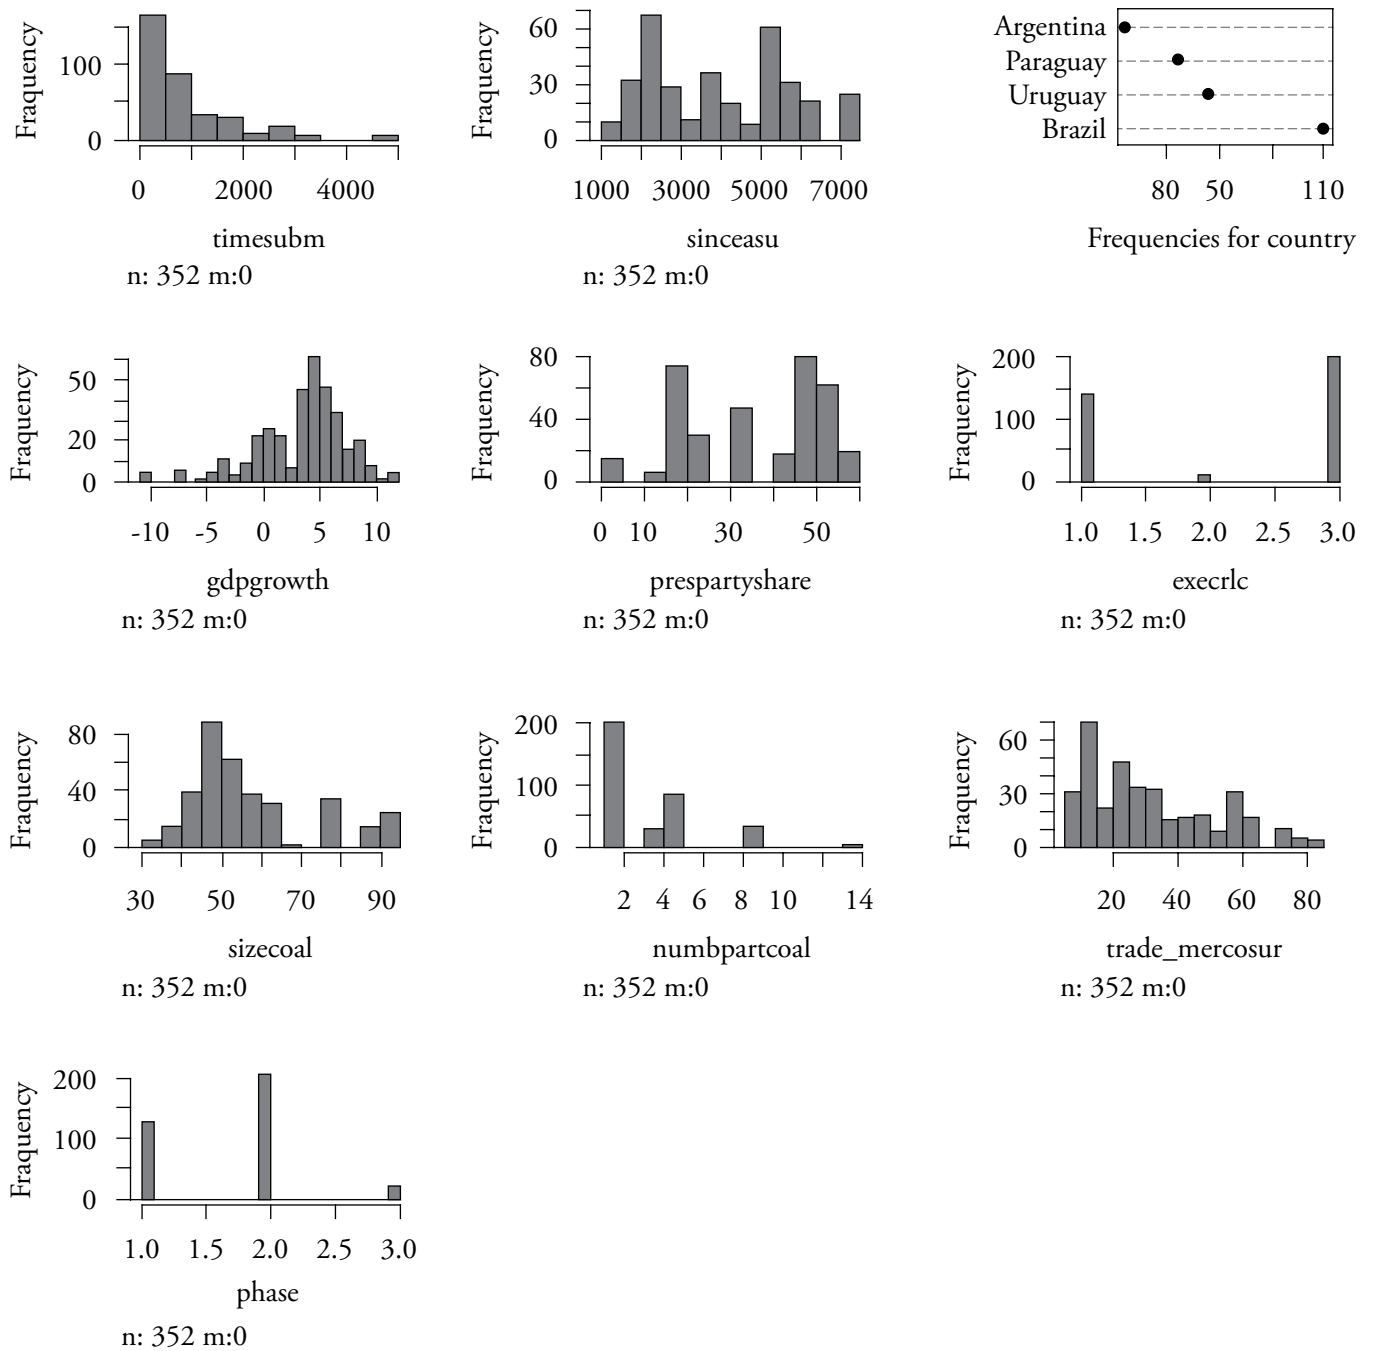 Fraquency
100
0
0 2000 4000
timesubm
n: 352 m:0
Fraquency
60
30
0
1000 3000 5000 7000
sinceasu
n: 352 m:0
Argentina
Paraguay
Uruguay
Brazil
80 50 110
Frequencies for country
Fraquency
50
20
0
-10 -5 0 5 10
gdpgrowth
n: 352 m:0
Fraquency
80
40
0
0 10 30 50
prespartyshare
n: 352 m:0
Fraquency
200
100
0
1.0 1.5 2.0 2.5 3.0
execrlc
n: 352 m:0
Fraquency
80
40
0
30 50 70 90
sizecoal
n: 352 m:0
Fraquency
200
100
0
2 4 6 8 10 14
numbpartcoal
n: 352 m:0
Fraquency
60
30
0
20 40 60 80
trade_mercosur
n: 352 m:0
Fraquency
200
100
0
1.0 1.5 2.0 2.5 3.0
phase
n: 352 m:0